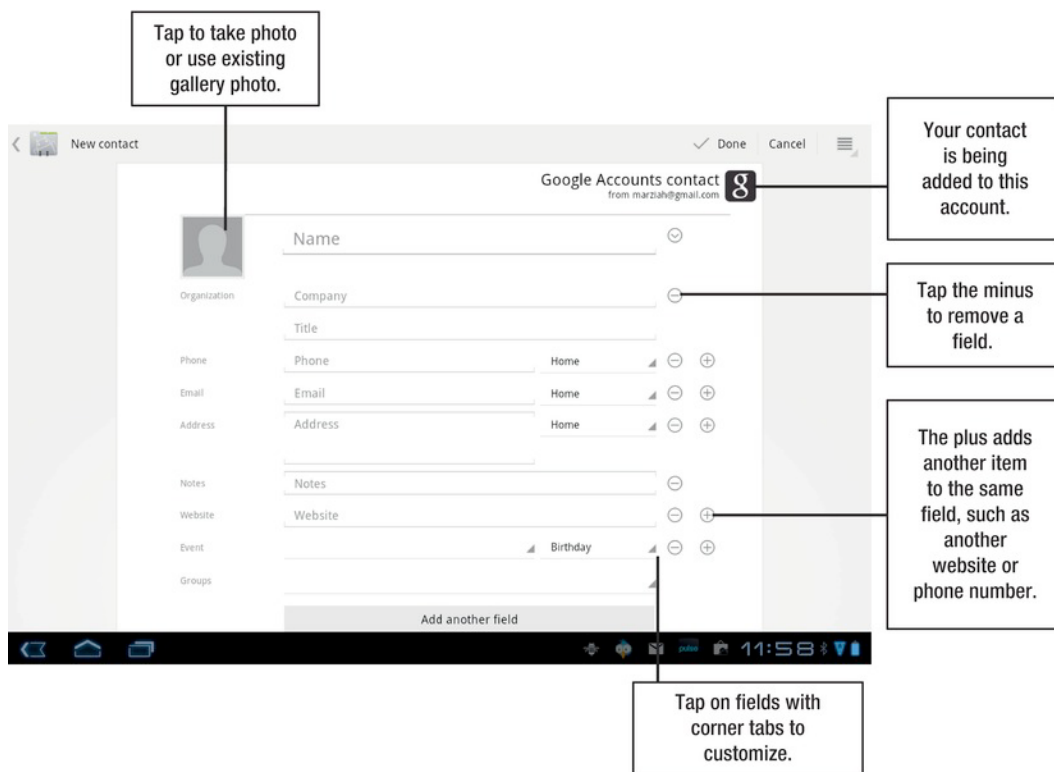 Tap to take photo
or use existing
gallery photo.
New contact
Done
Cancel
Google Accounts contact
from marziah@gmail.com
g
Your contact
is being
added to this
account.
Name
Organization
Company
Tap the minus
to remove a
field.
Title
Phone
Phone
Home
Email
Email
Home
Address
Address
Home
Notes
Notes
Website
Website
The plus adds
another item
to the same
field, such as
another
website or
phone number.
Event
Birthday
Groups
Add another field
pulse
11:58
Tap on fields with
corner tabs to
customize.